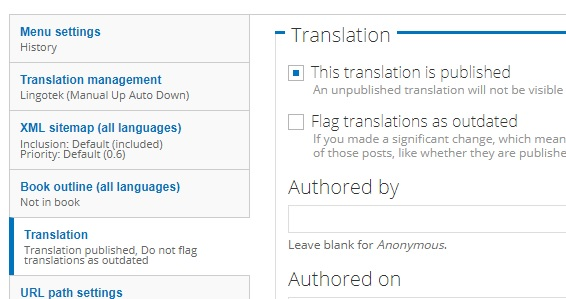 Menu settings
History
Translation management
Lingotek (Manual Up Auto Down)
XML sitemap (all languages)
Inclusion: Default (included)
Priority: Default (0.6)
Book outline (all languages)
Not in book
Translation
Translation published, Do not flag
translations as outdated
URL path settings
Translation
This translation is published
An unpublished translation will not be visible
Flag translations as outdated
If you made a significant change, which mean
of those posts, like whether they are publishe
Authored by
Leave blank for Anonymous.
Authored on